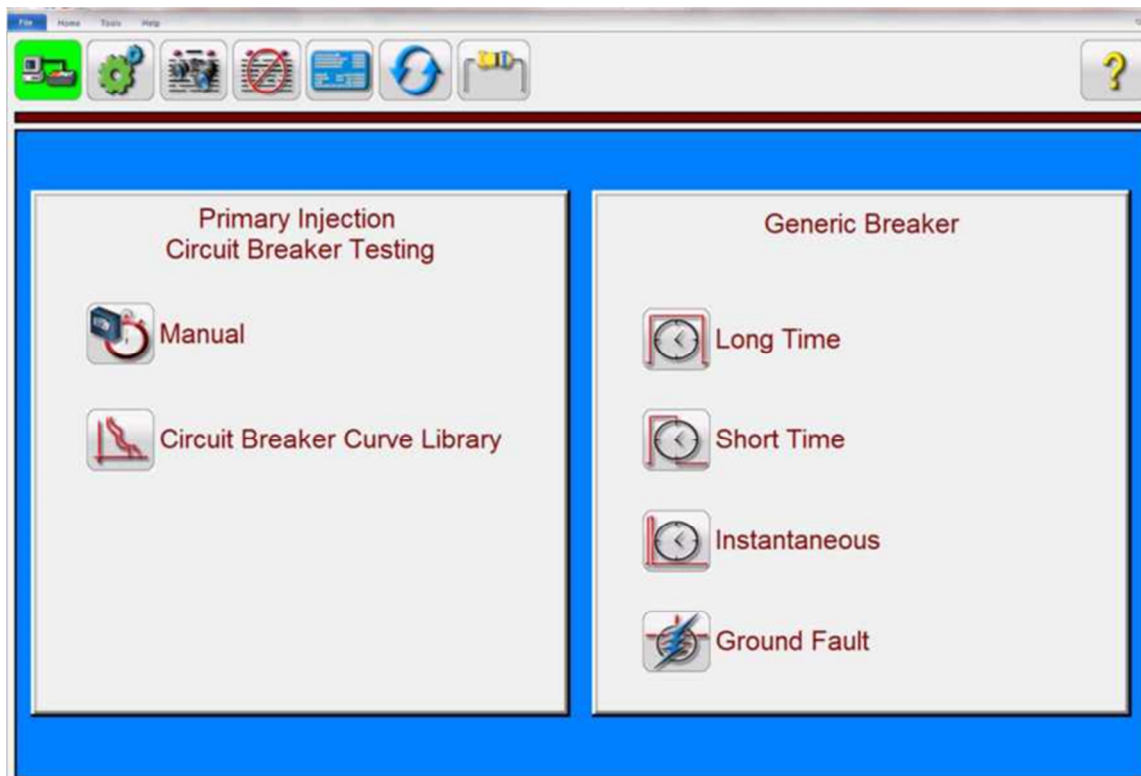 File Home Tools Help
?
Primary Injection
Circuit Breaker Testing
Manual
Circuit Breaker Curve Library
Generic Breaker
Long Time
Short Time
Instantaneous
Ground Fault